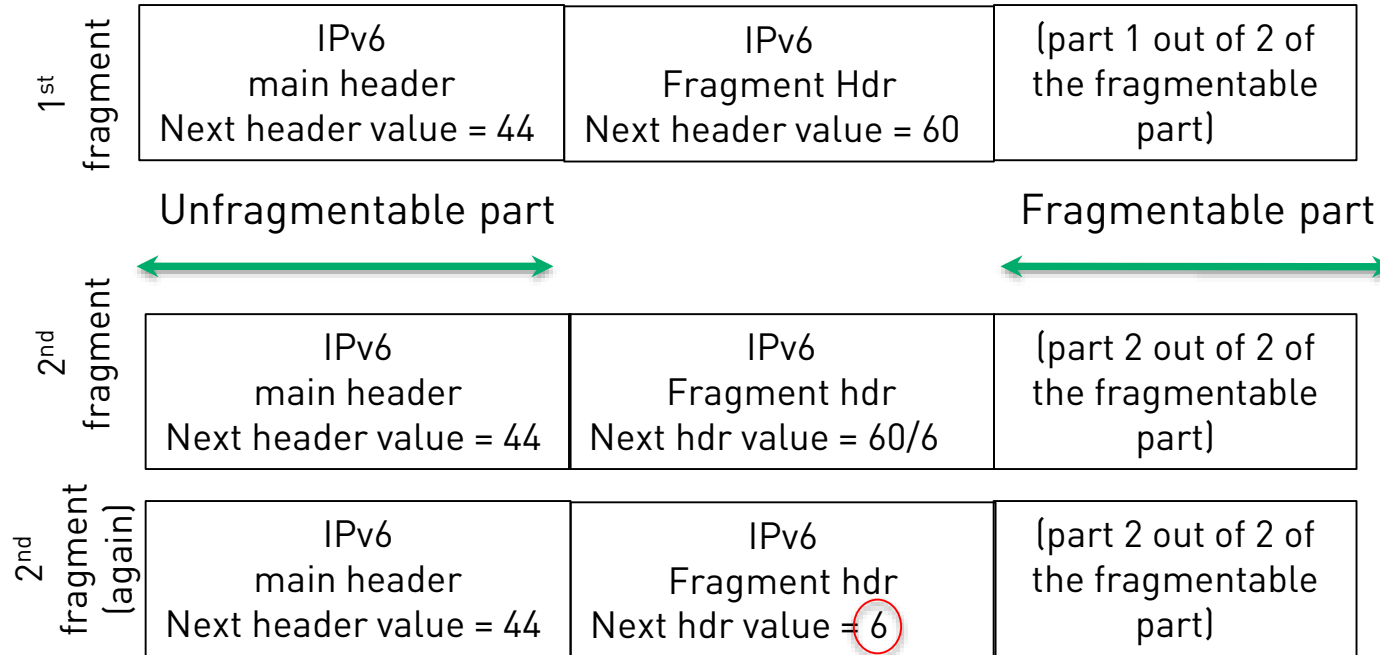 1st
fragment
IPv6
main header
Next header value = 44
IPv6
Fragment Hdr
Next header value = 60
(part 1 out of 2 of
the fragmentable
part)
Unfragmentable part
Fragmentable part
2nd
fragment
IPv6
main header
Next header value = 44
IPv6
Fragment hdr
Next hdr value = 60/6
(part 2 out of 2 of
the fragmentable
part)
2nd
fragment
(again)
IPv6
main header
Next header value = 44
IPv6
Fragment hdr
Next hdr value = 6
(part 2 out of 2 of
the fragmentable
part)